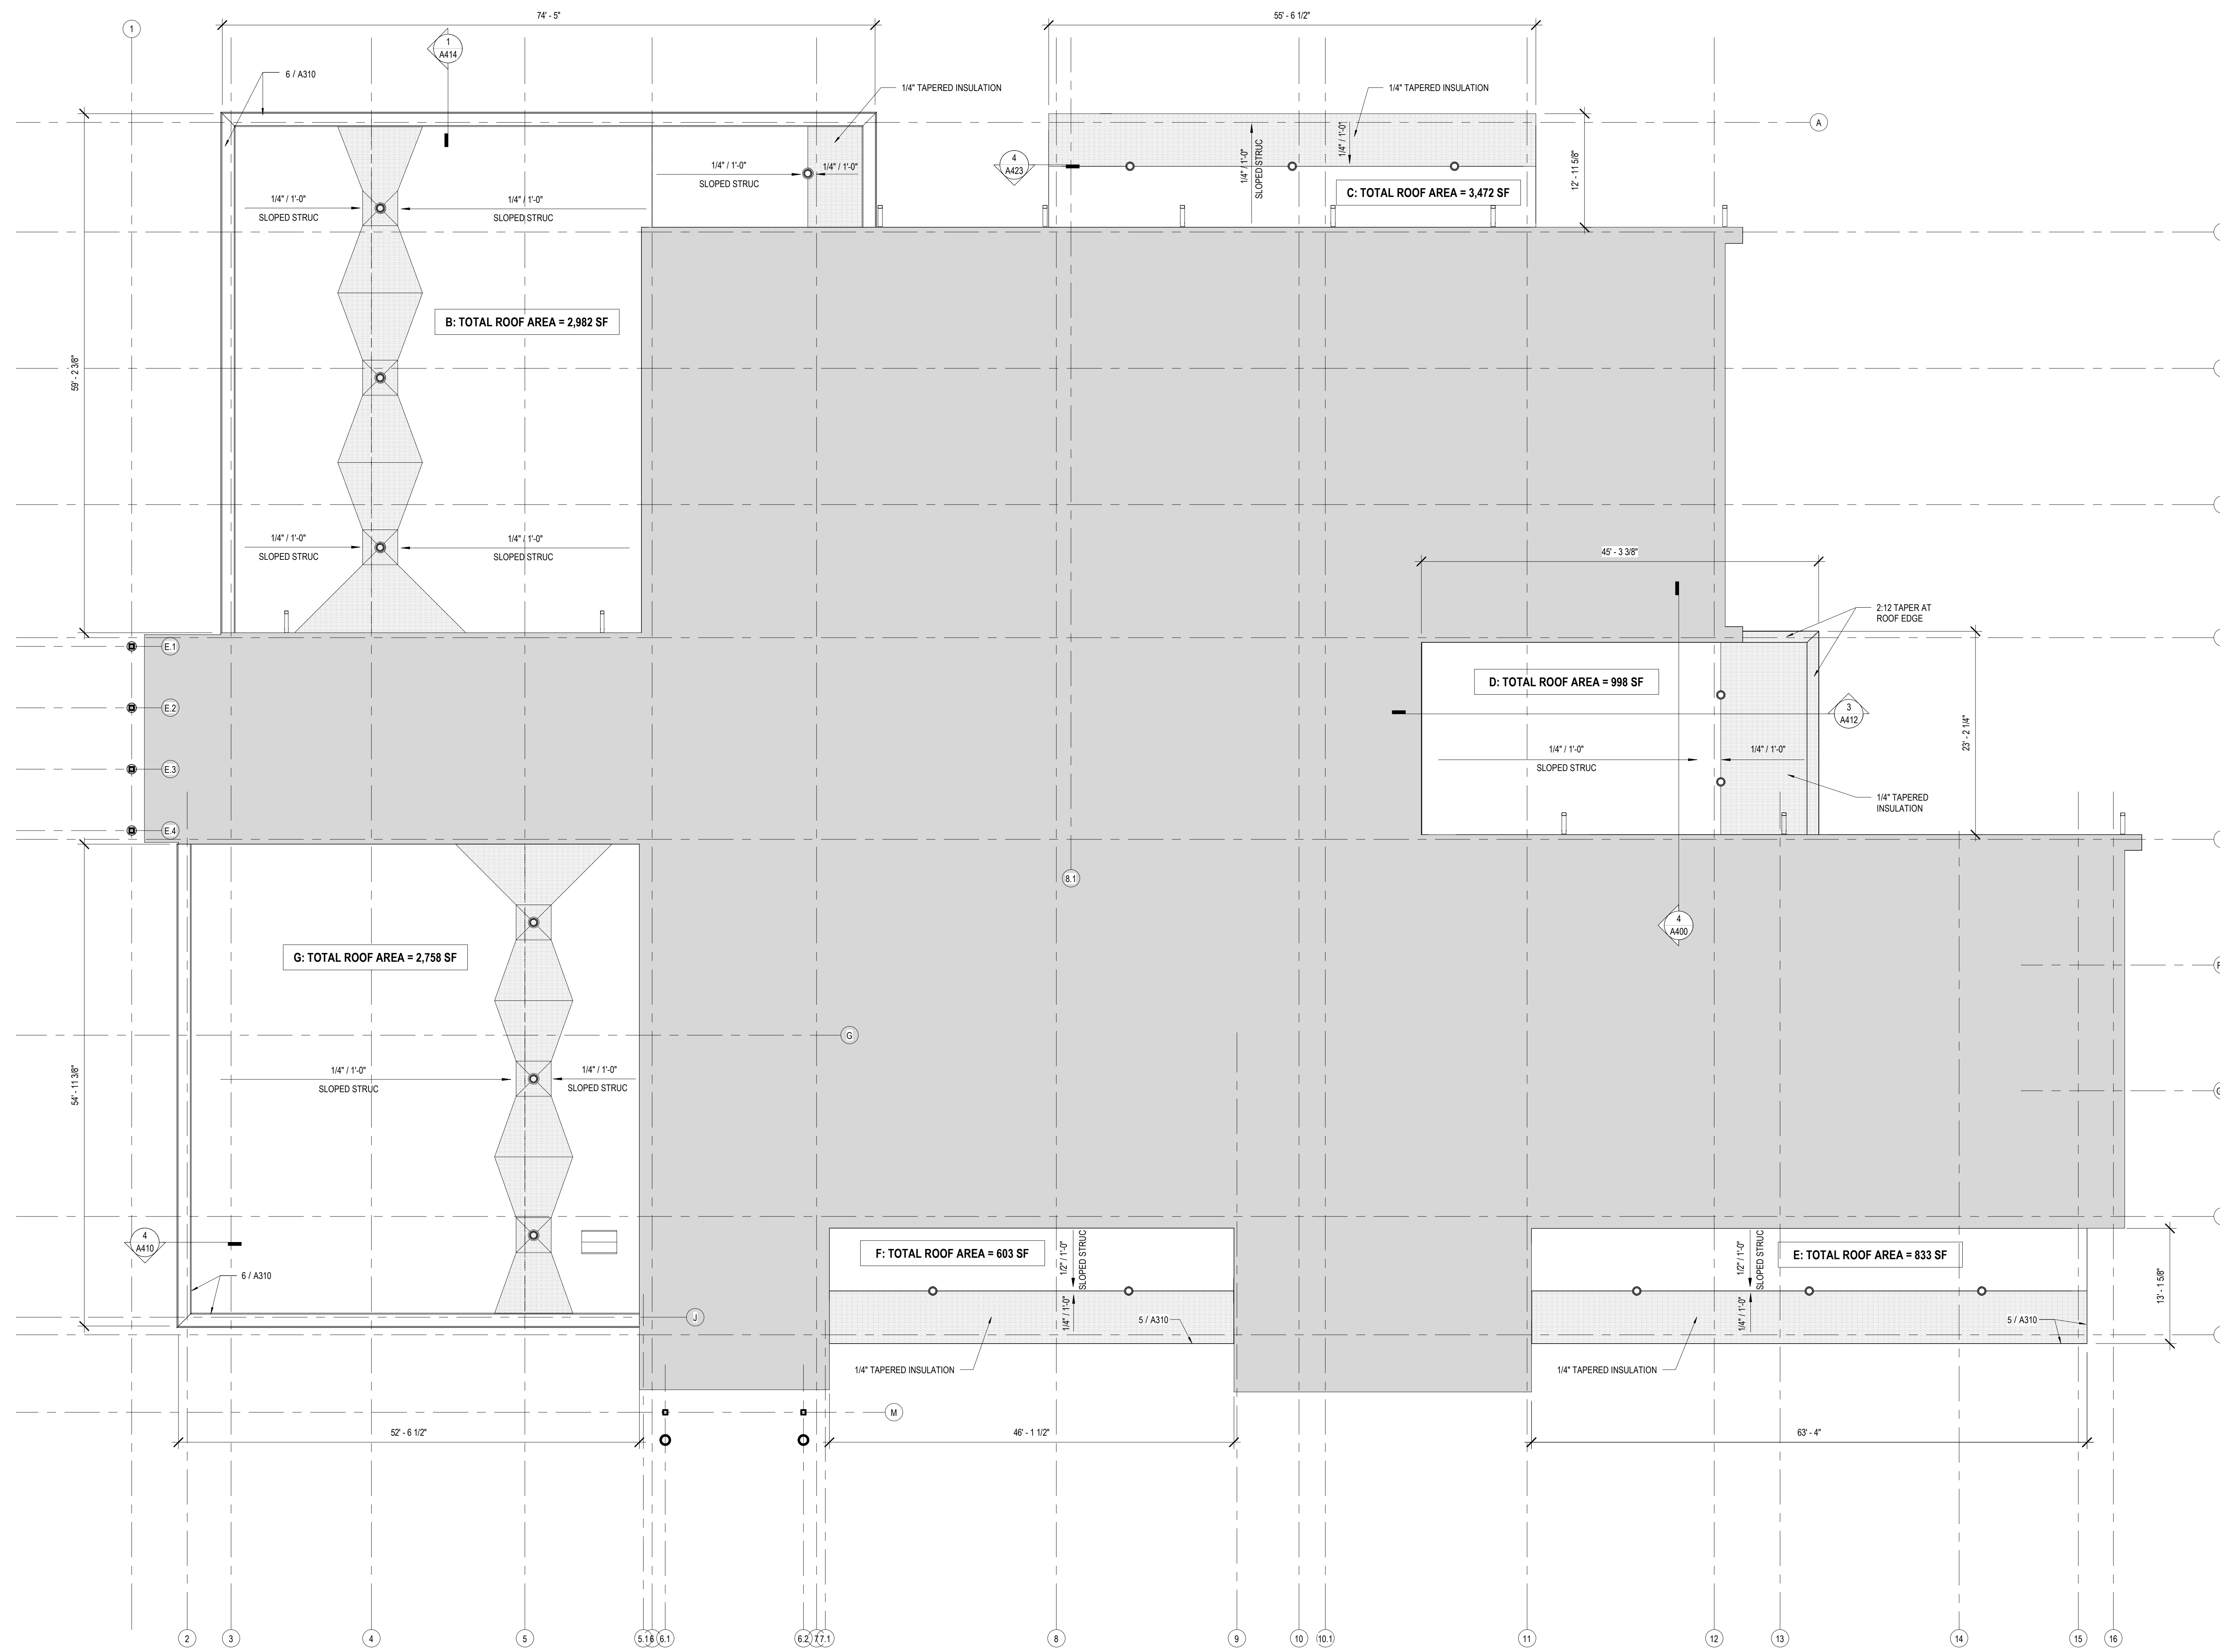 74' - 5"
55' - 6 1/2"
1
1
A414
6 / A310
1/4" TAPERED INSULATION
1/4" TAPERED INSULATION
A
1/4" / 1'-0"
SLOPED STRUC
1/4" / 1'-0"
4
A423
1/4" / 1'-0"
SLOPED STRUC
1/4" / 1'-0"
12' - 11 5/8"
C: TOTAL ROOF AREA = 3,472 SF
1/4" / 1'-0"
SLOPED STRUC
1/4" / 1'-0"
SLOPED STRUC
B: TOTAL ROOF AREA = 2,982 SF
59' - 2 3/8"
1/4" / 1'-0"
SLOPED STRUC
1/4" / 1'-0"
SLOPED STRUC
45' - 3 3/8"
2:12 TAPER AT
ROOF EDGE
E.1
E.2
E.3
E.4
D: TOTAL ROOF AREA = 998 SF
3
A412
23' - 2 1/4"
1/4" / 1'-0"
SLOPED STRUC
1/4" / 1'-0"
1/4" TAPERED
INSULATION
8.1
4
A400
G: TOTAL ROOF AREA = 2,758 SF
F
G
G
54' - 11 3/8"
1/4" / 1'-0"
SLOPED STRUC
1/4" / 1'-0"
SLOPED STRUC
4
A410
6 / A310
J
F: TOTAL ROOF AREA = 603 SF
1/2" / 1'-0"
SLOPED STRUC
1/4" / 1'-0"
5 / A310
1/4" TAPERED INSULATION
E: TOTAL ROOF AREA = 833 SF
1/2" / 1'-0"
SLOPED STRUC
1/4" / 1'-0"
5 / A310
13' - 1 5/8"
1/4" TAPERED INSULATION
M
52' - 6 1/2"
46' - 1 1/2"
63' - 4"
2
3
4
5
5.1
6
6.1
6.2
7
7.1
8
9
10
10.1
11
12
13
14
15
16